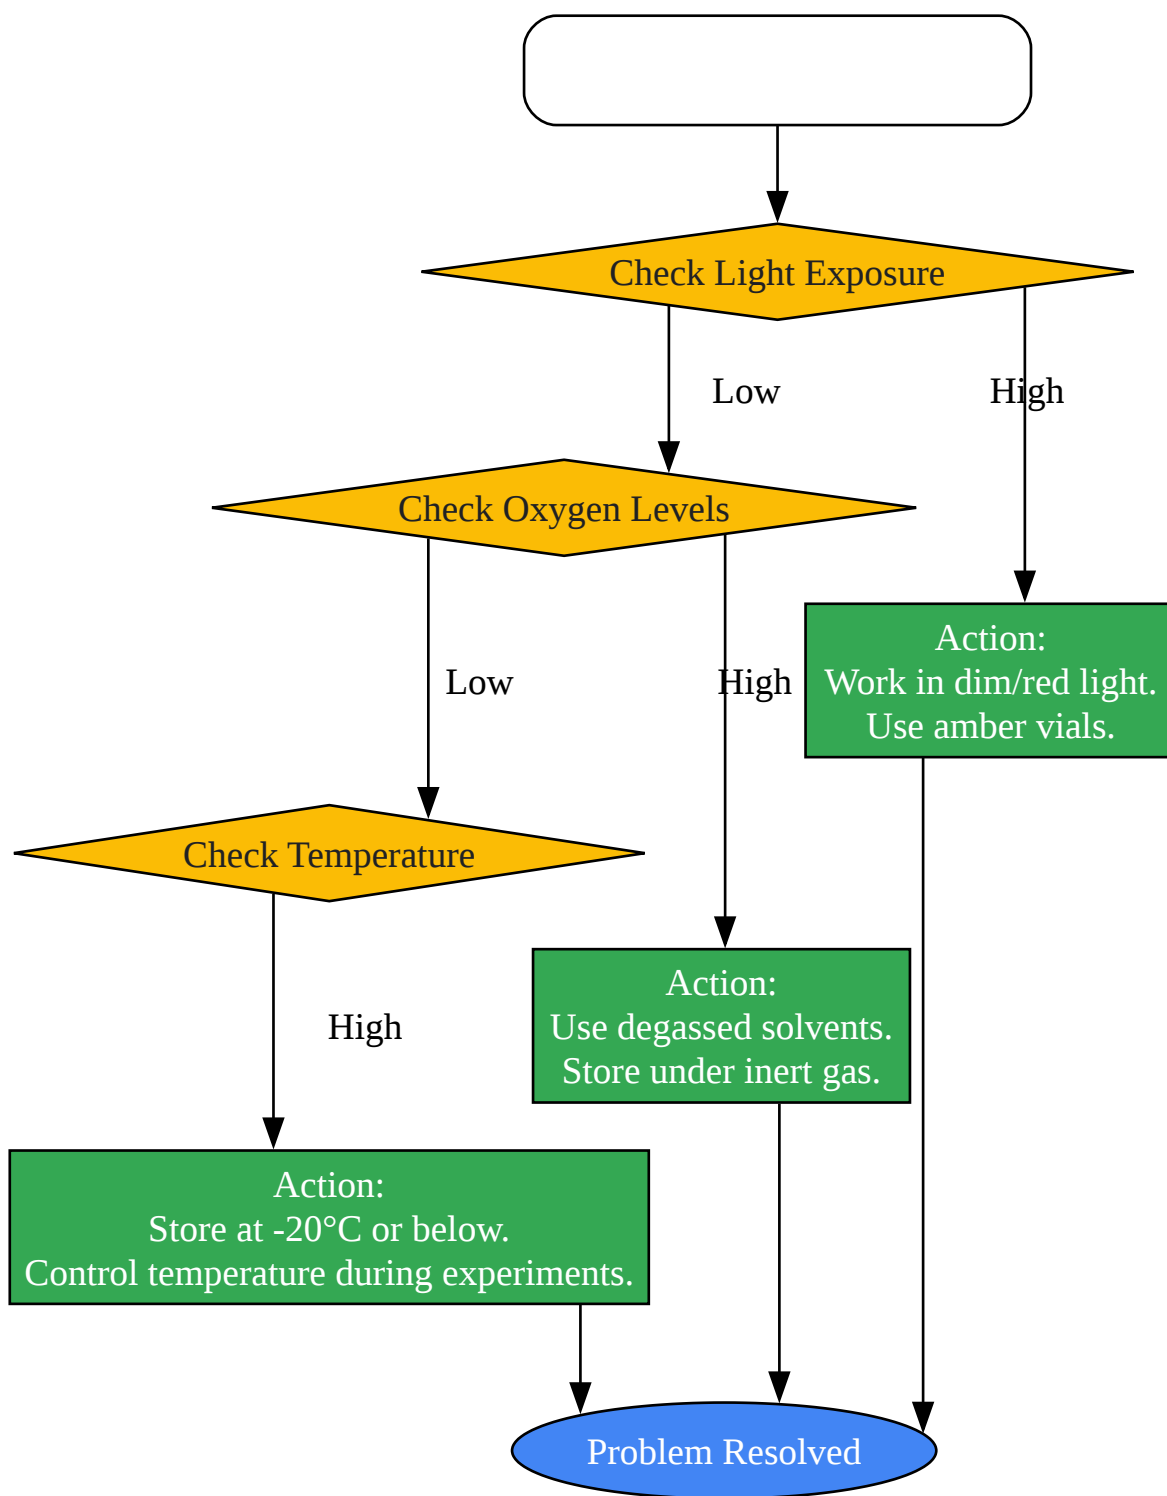 Check Light Exposure
Low
High
Check Oxygen Levels
Action:
Work in dim/red light.
Use amber vials.
Low
High
Check Temperature
Action:
Use degassed solvents.
Store under inert gas.
High
Action:
Store at -20°C or below.
Control temperature during experiments.
Problem Resolved